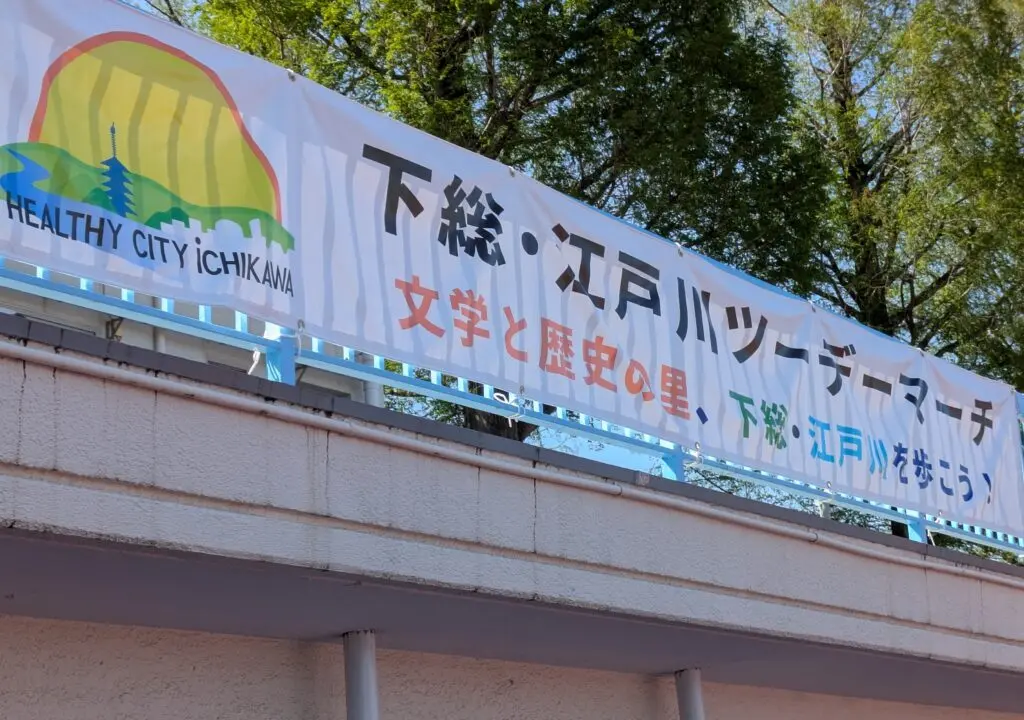 HEALTHY CITY iCHIKAWA
下総・江戸川ツーデーマーチ
文学と歴史の里、下総・江戸川を歩こう!